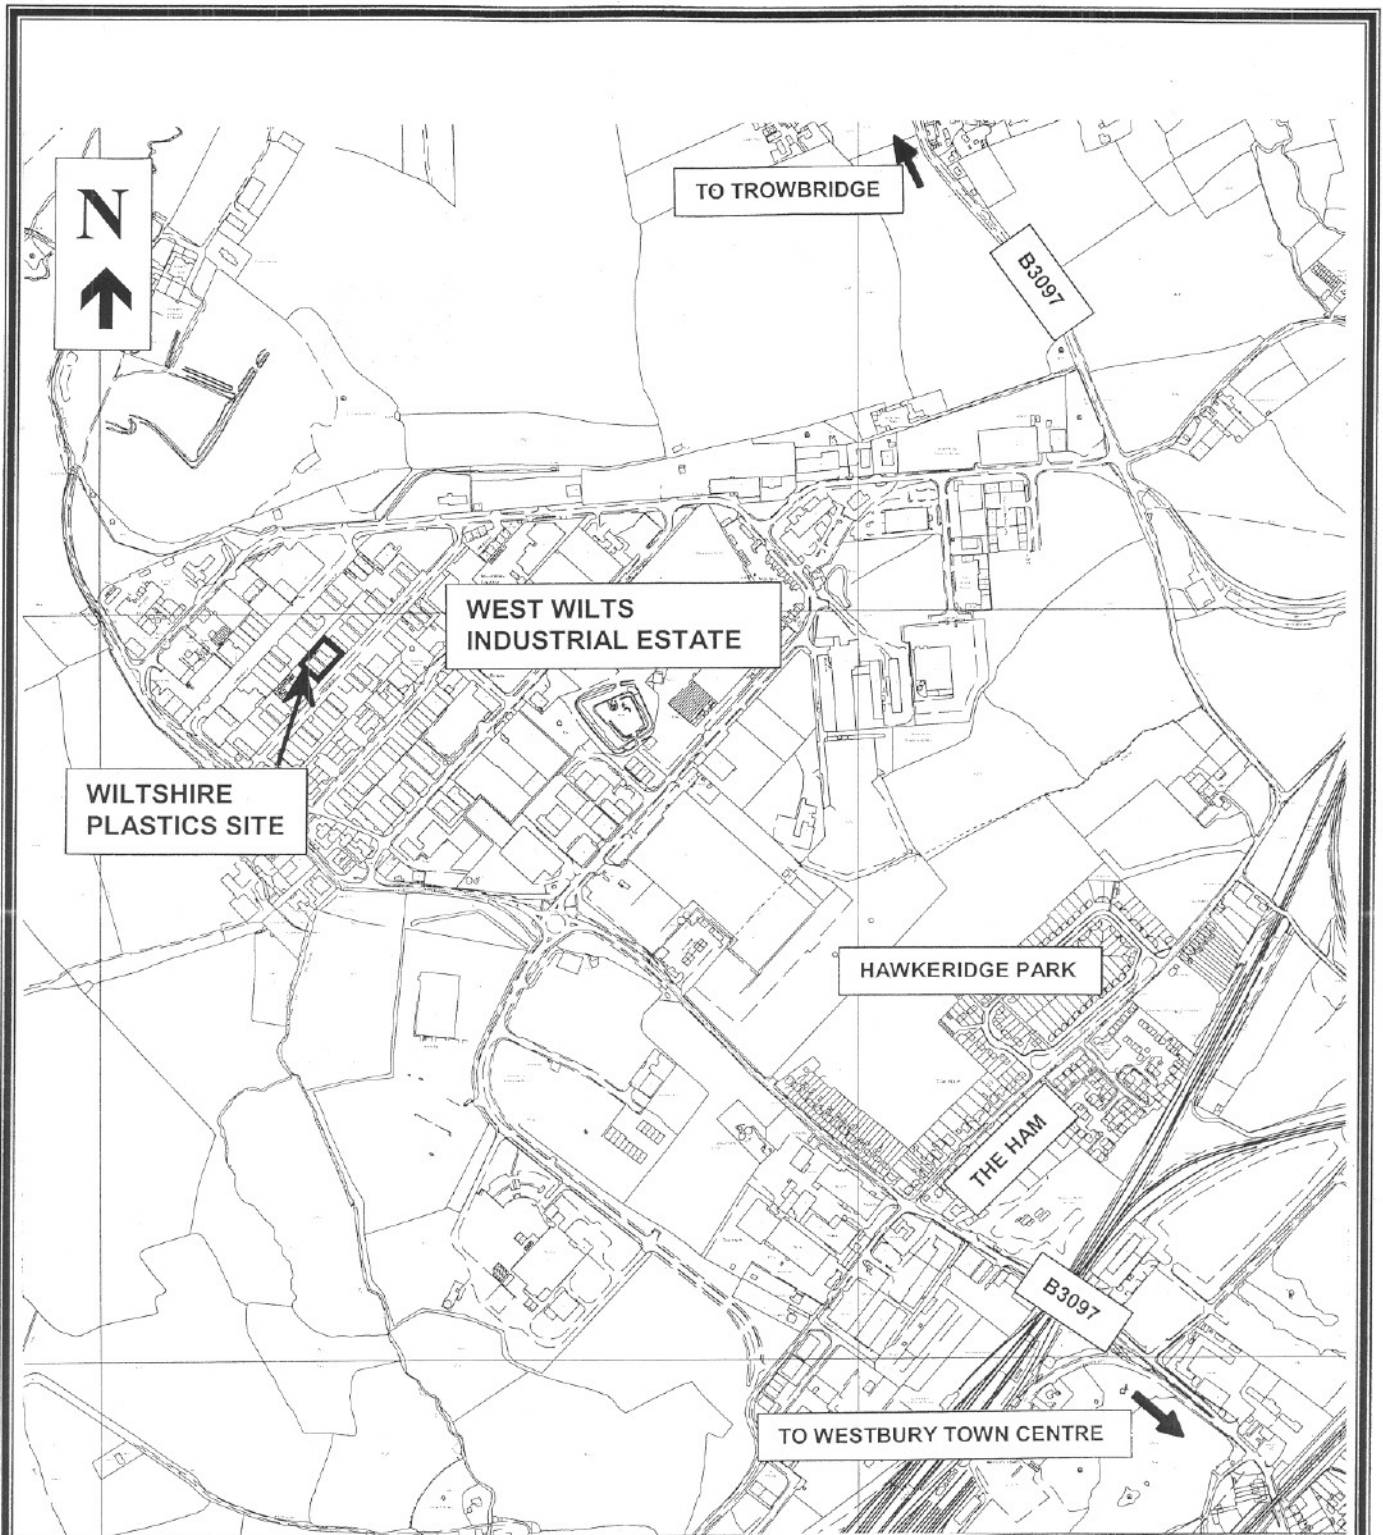 N
TO TROWBRIDGE
B3097
WEST WILTS
INDUSTRIAL ESTATE
WILTSHIRE
PLASTICS SITE
HAWKERIDGE PARK
THE HAM
B3097
TO WESTBURY TOWN CENTRE